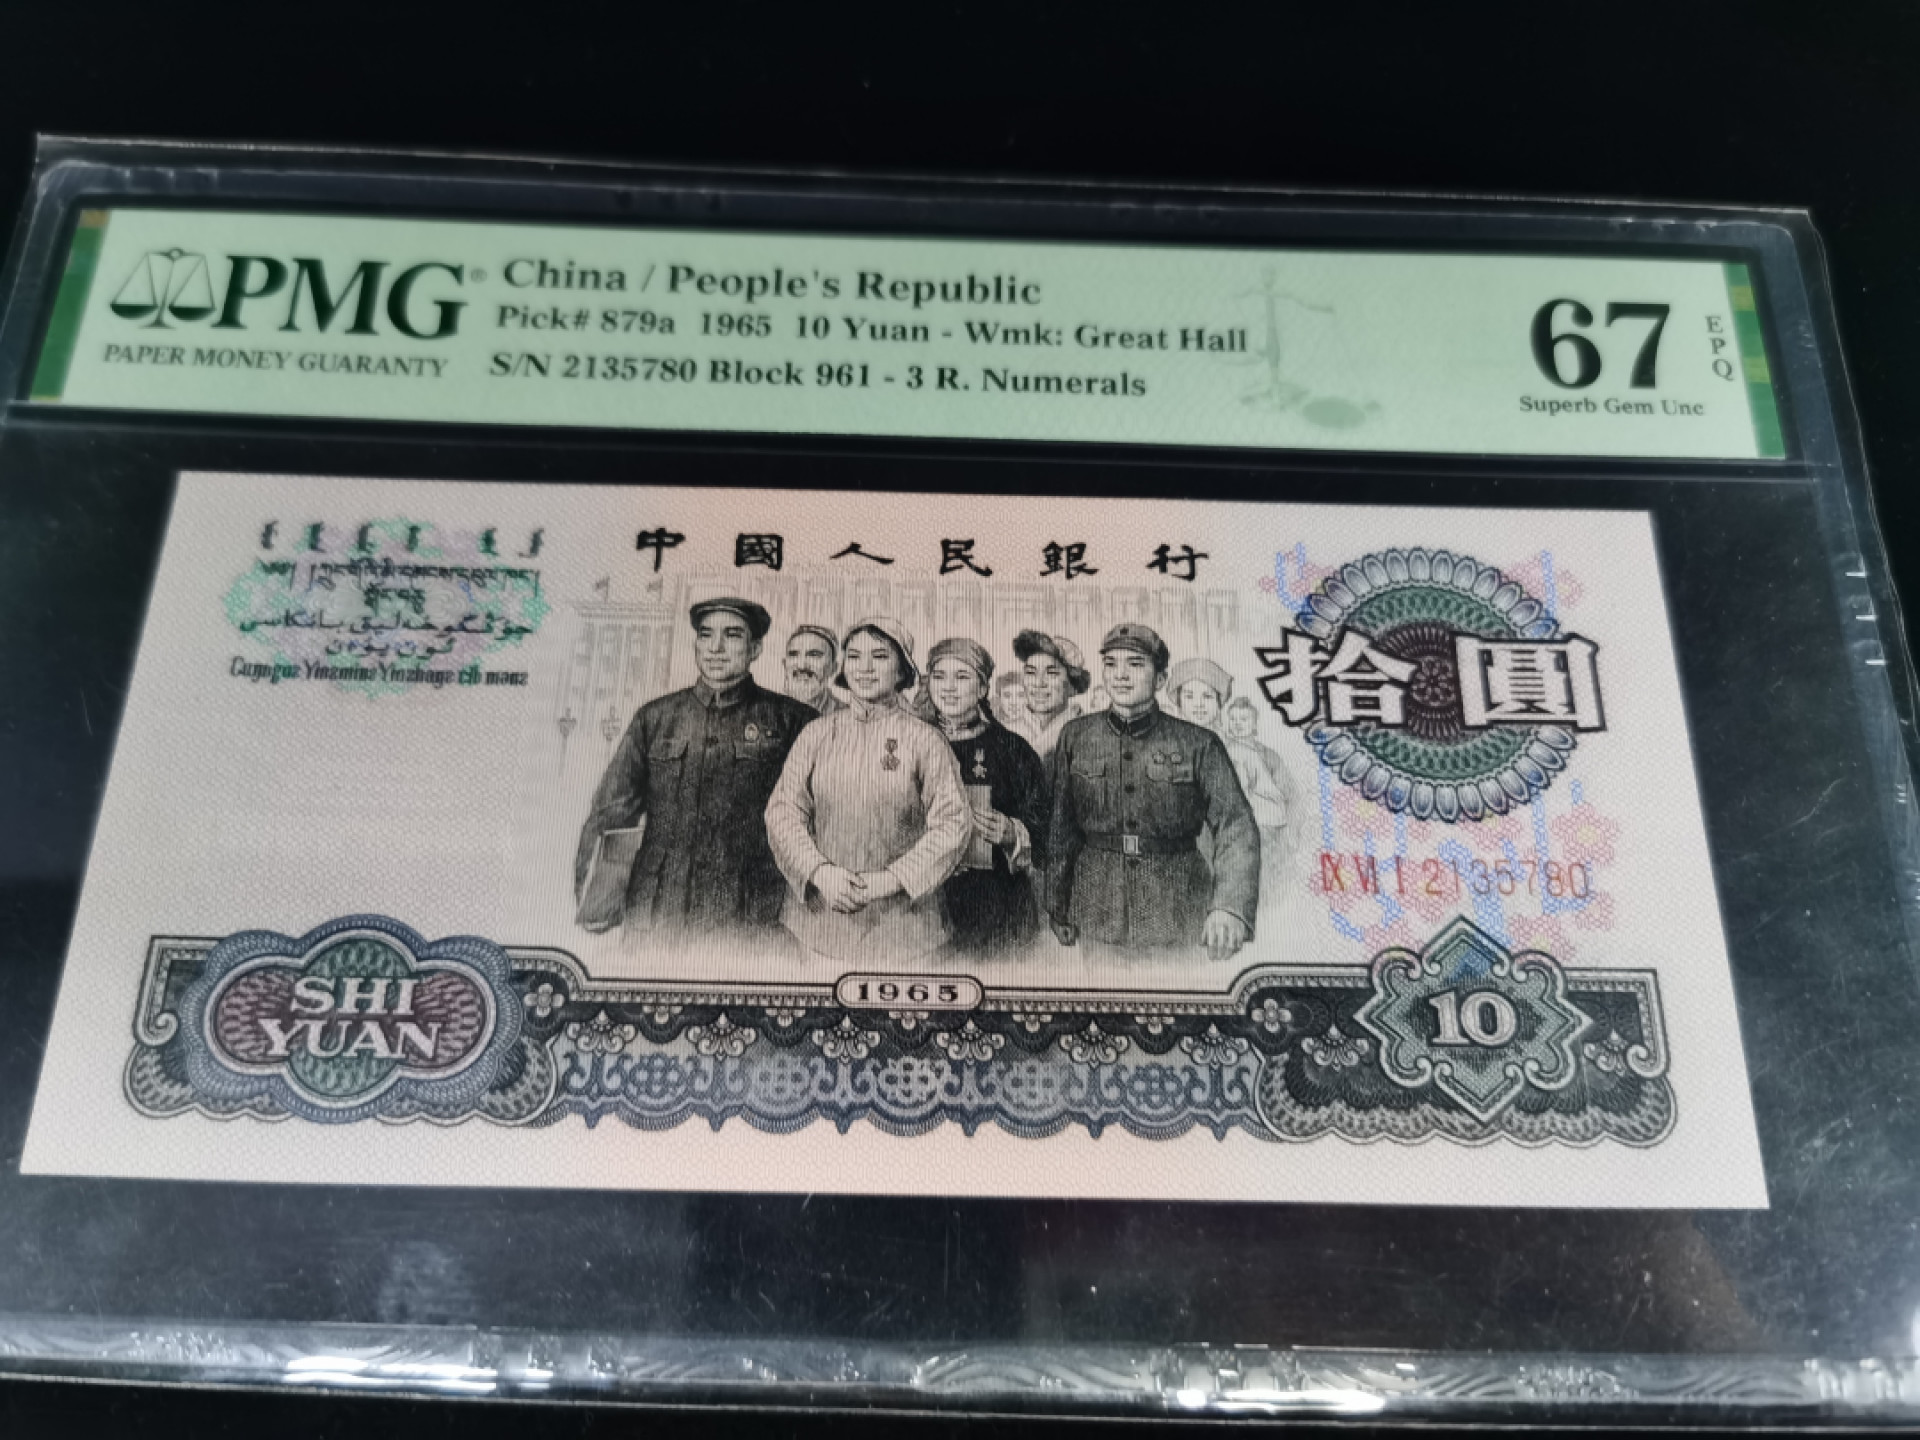 PMG® China / People's Republic
Pick# 879a 1965 10 Yuan - Wmk: Great Hall
PAPER MONEY GUARANTY
S/N 2135780 Block 961 - 3 R. Numerals
67
EPQ
Superb Gem Unc
中國人民銀行
拾圓
Ⅸ Ⅵ Ⅰ 2135780
1965
SHI
YUAN
10